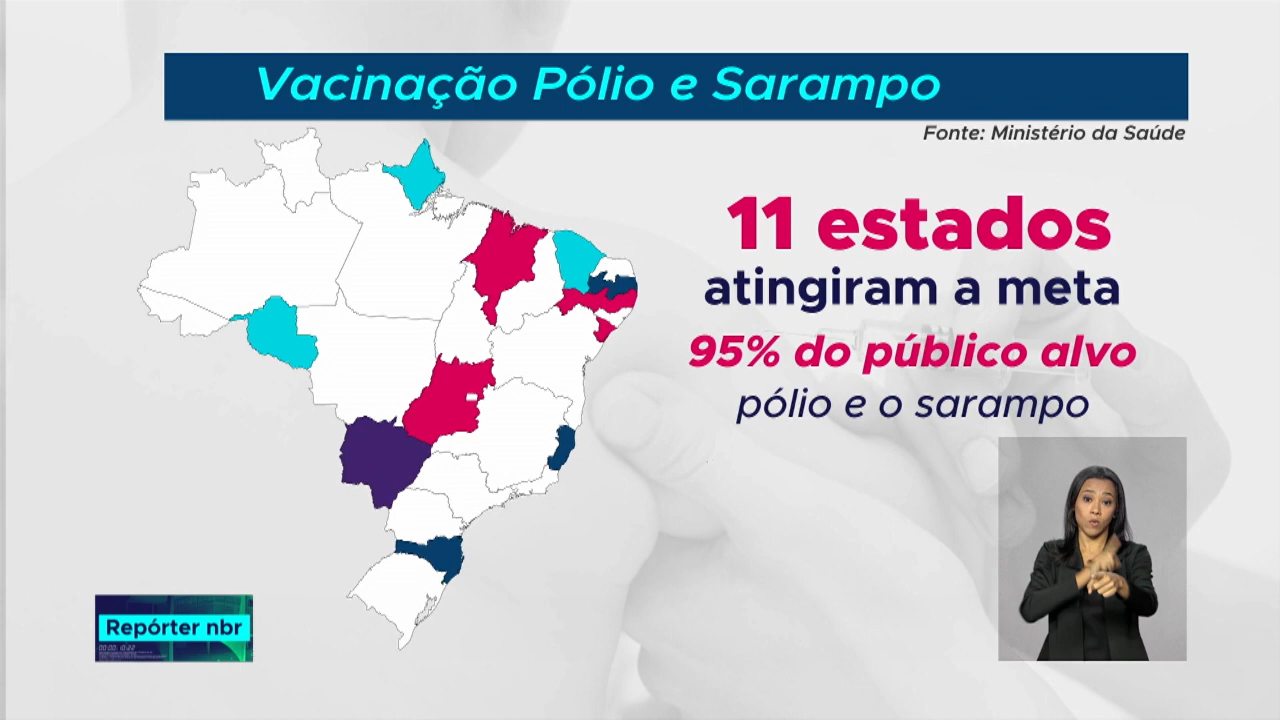 Vacinação Pólio e Sarampo
Fonte: Ministério da Saúde
11 estados
atingiram a meta
95% do público alvo
pólio e o sarampo
Repórter nbr